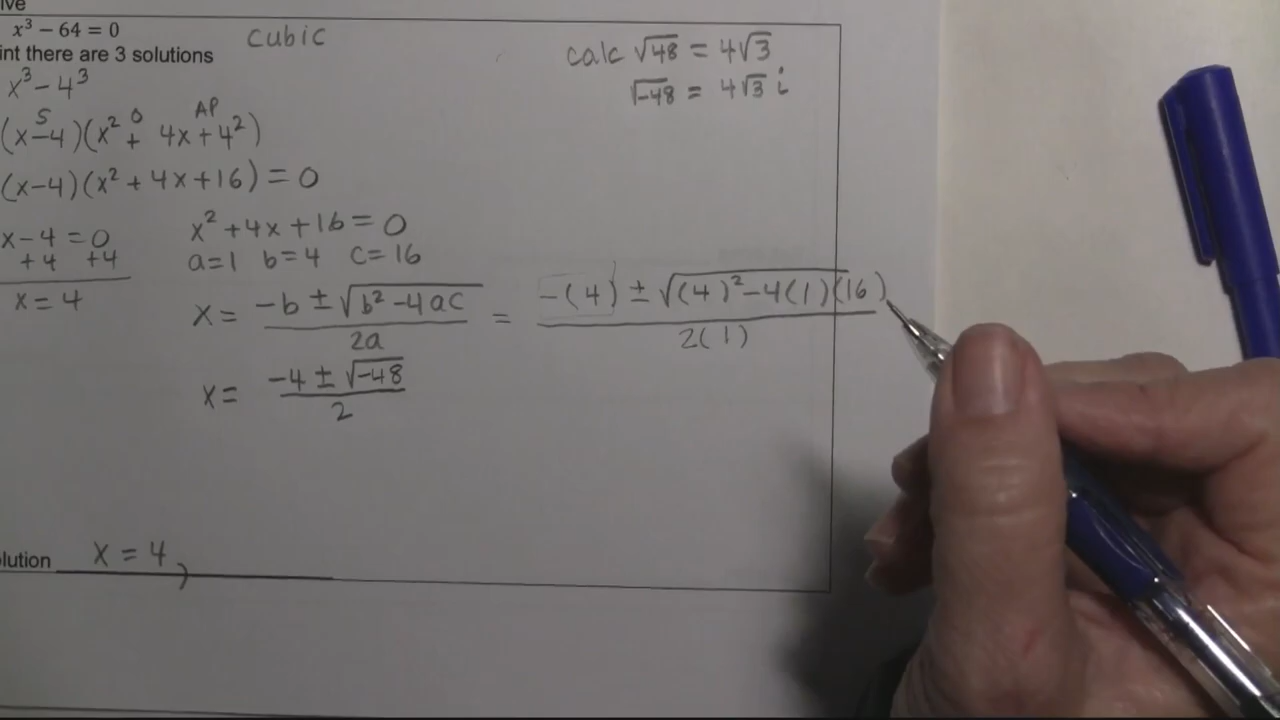 ive
x³ − 64 = 0 cubic
int there are 3 solutions
calc √48 = 4√3
√-48 = 4√3 i
x³ − 4³
S O AP
(x−4)(x² + 4x + 4²)
(x−4)(x² + 4x + 16) = 0
x − 4 = 0
+4 +4
x = 4
x² + 4x + 16 = 0
a=1 b=4 c=16
x = (-b ± √(b² − 4ac))/(2a) = (-(4) ± √((4)² − 4(1)(16)))/(2(1))
x = (-4 ± √-48)/2
olution x = 4,